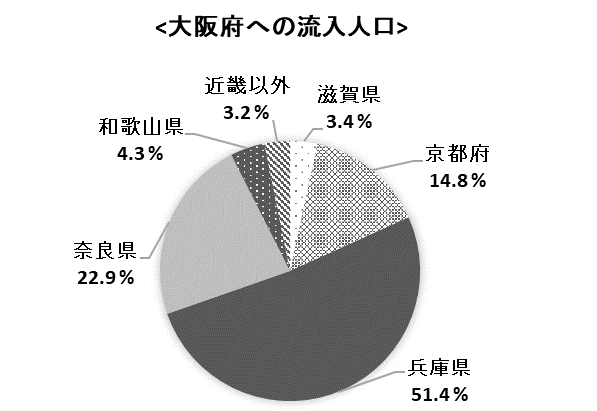 <大阪府への流入人口>
近畿以外
3.2%
滋賀県
3.4%
和歌山県
4.3%
京都府
14.8%
奈良県
22.9%
兵庫県
51.4%